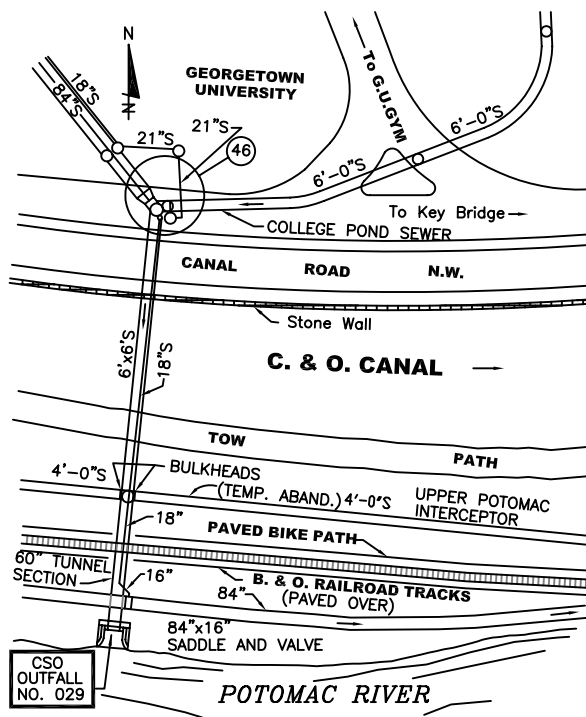 N
N
GEORGETOWN
UNIVERSITY
To G.U.GYM
18"S
84"S
21"S
21"S
46
6'-0"S
6'-0"S
To Key Bridge
COLLEGE POND SEWER
CANAL ROAD N.W.
Stone Wall
6'x6'S
18"S
C. & O. CANAL
TOW PATH
4'-0"S
BULKHEADS
(TEMP. ABAND.) 4'-0"S
UPPER POTOMAC
INTERCEPTOR
18"
PAVED BIKE PATH
60" TUNNEL
SECTION
16"
B. & O. RAILROAD TRACKS
(PAVED OVER)
84"
84"x16"
SADDLE AND VALVE
CSO
OUTFALL
NO. 029
POTOMAC RIVER